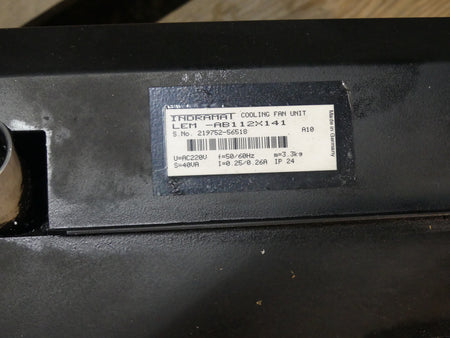 INDRAMAT COOLING FAN UNIT
LEM -AB112X141
S.No. 219752-56518 A10
U=AC220V f=50/60Hz m=3.3kg
S=40VA I=0.25/0.26A IP 24
Made in Germany